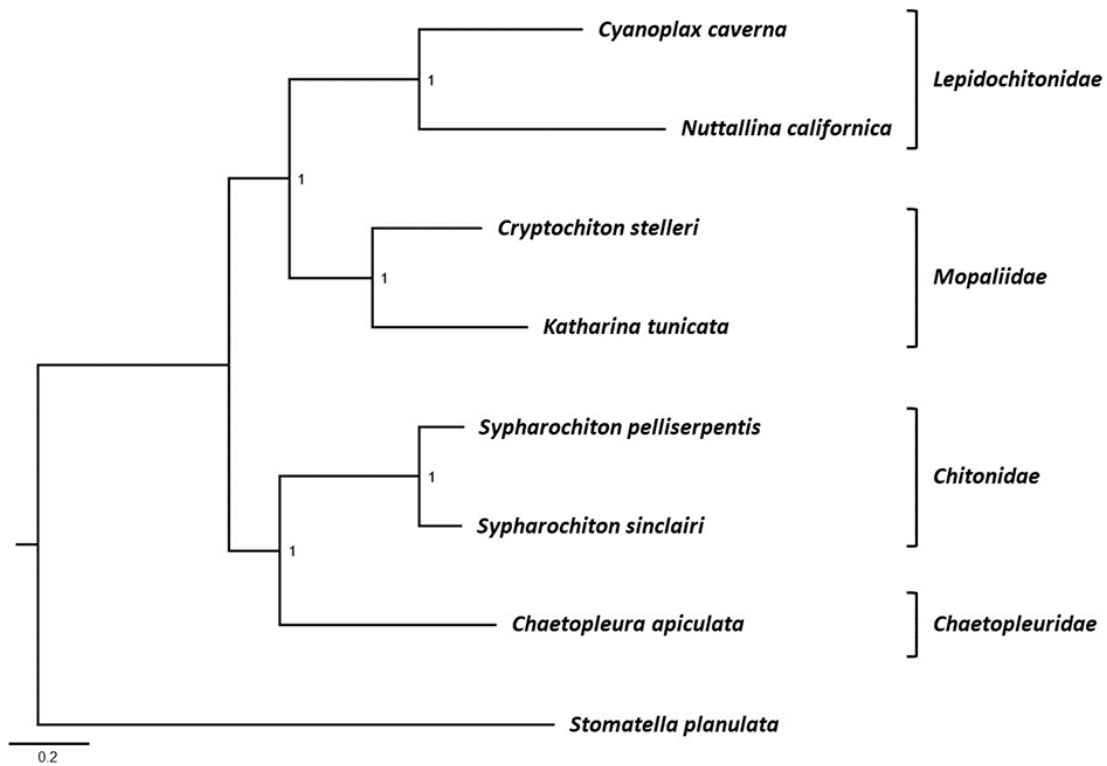 Cyanoplax caverna
1
Lepidochitonidae
Nuttallina californica
1
Cryptochiton stelleri
1
Mopaliidae
Katharina tunicata
Sypharochiton pelliserpentis
1
Chitonidae
Sypharochiton sinclairi
1
Chaetopleura apiculata
Chaetopleuridae
Stomatella planulata
0.2